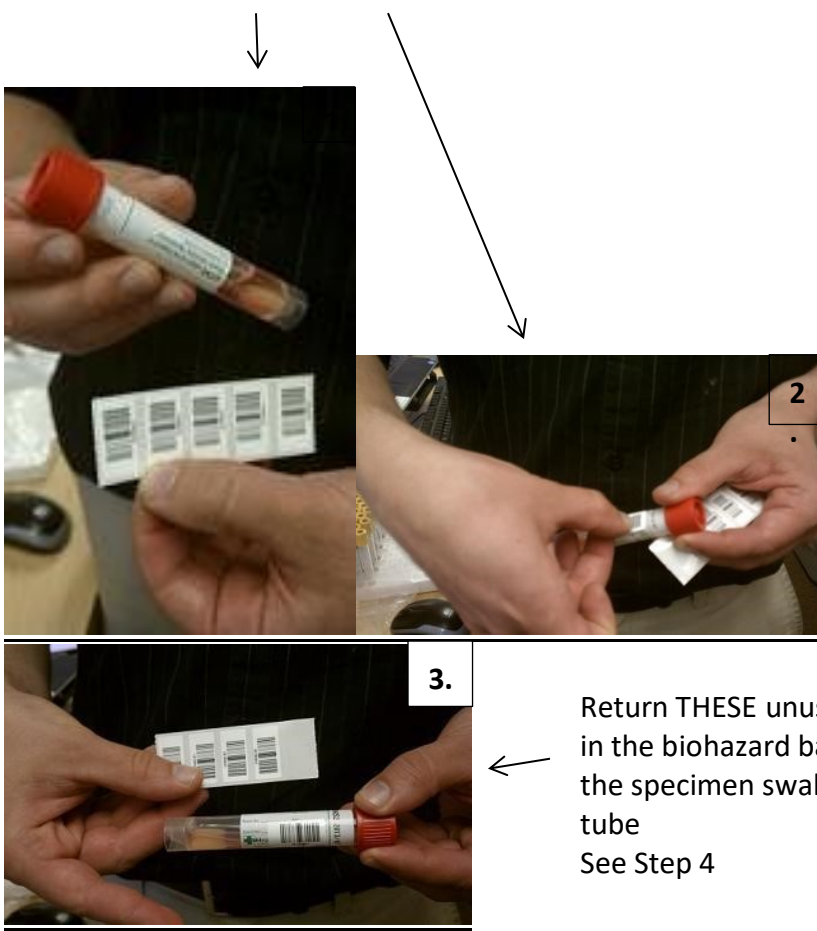 2
.
3.
Return THESE unus
in the biohazard ba
the specimen swal
tube
See Step 4